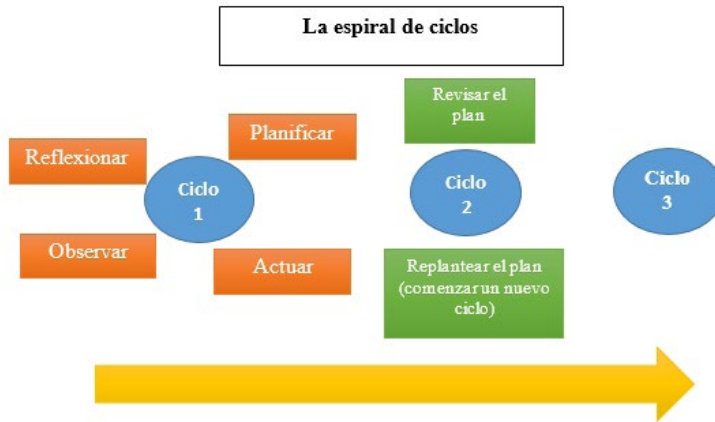 La espiral de ciclos
Reflexionar
Planificar
Ciclo
1
Observar
Actuar
Revisar el
plan
Ciclo
2
Replantear el plan
(comenzar un nuevo
ciclo)
Ciclo
3